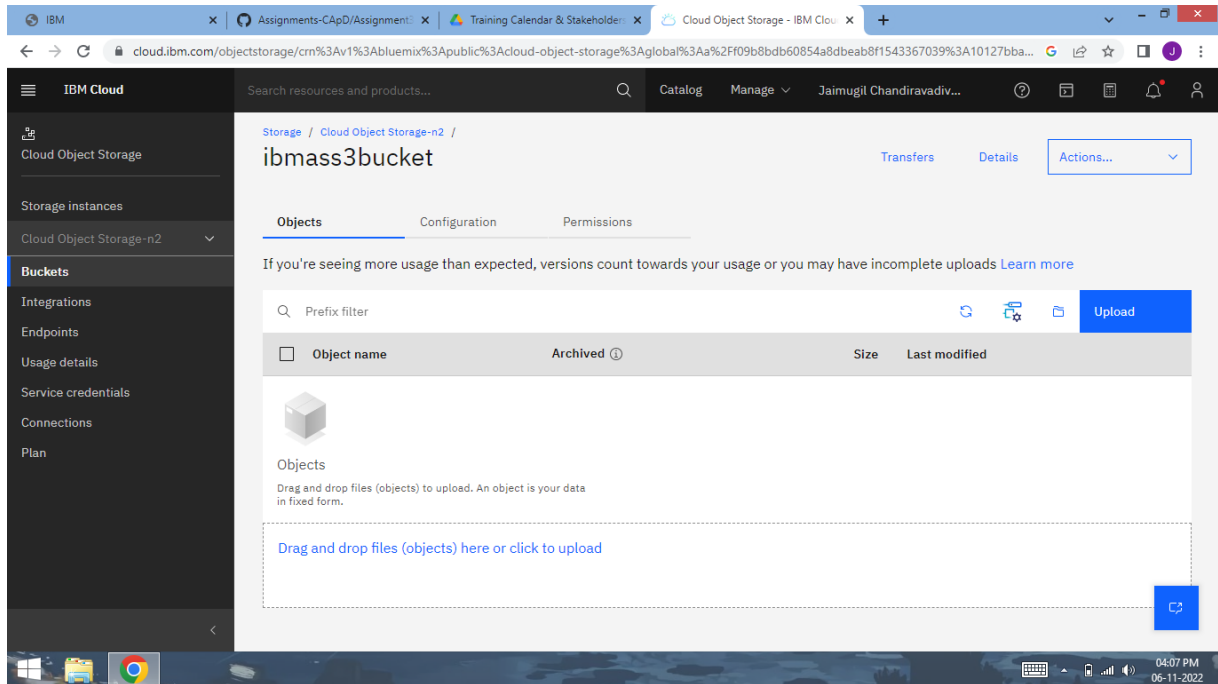 IBM
Assignments-CApD/Assignment3
Training Calendar & Stakeholders
Cloud Object Storage - IBM Clou
cloud.ibm.com/objectstorage/crn%3Av1%3Abluemix%3Apublic%3Acloud-object-storage%3Aglobal%3Aa%2Ff09b8bdb60854a8dbeab8f1543367039%3A10127bba...
J
IBM Cloud
Search resources and products...
Catalog
Manage
Jaimugil Chandiravadiv...
Cloud Object Storage
Storage instances
Cloud Object Storage-n2
Buckets
Integrations
Endpoints
Usage details
Service credentials
Connections
Plan
Storage / Cloud Object Storage-n2 /
ibmass3bucket
Transfers
Details
Actions...
Objects
Configuration
Permissions
If you're seeing more usage than expected, versions count towards your usage or you may have incomplete uploads Learn more
Prefix filter
Upload
Object name
Archived
Size
Last modified
Objects
Drag and drop files (objects) to upload. An object is your data
in fixed form.
Drag and drop files (objects) here or click to upload
04:07 PM
06-11-2022